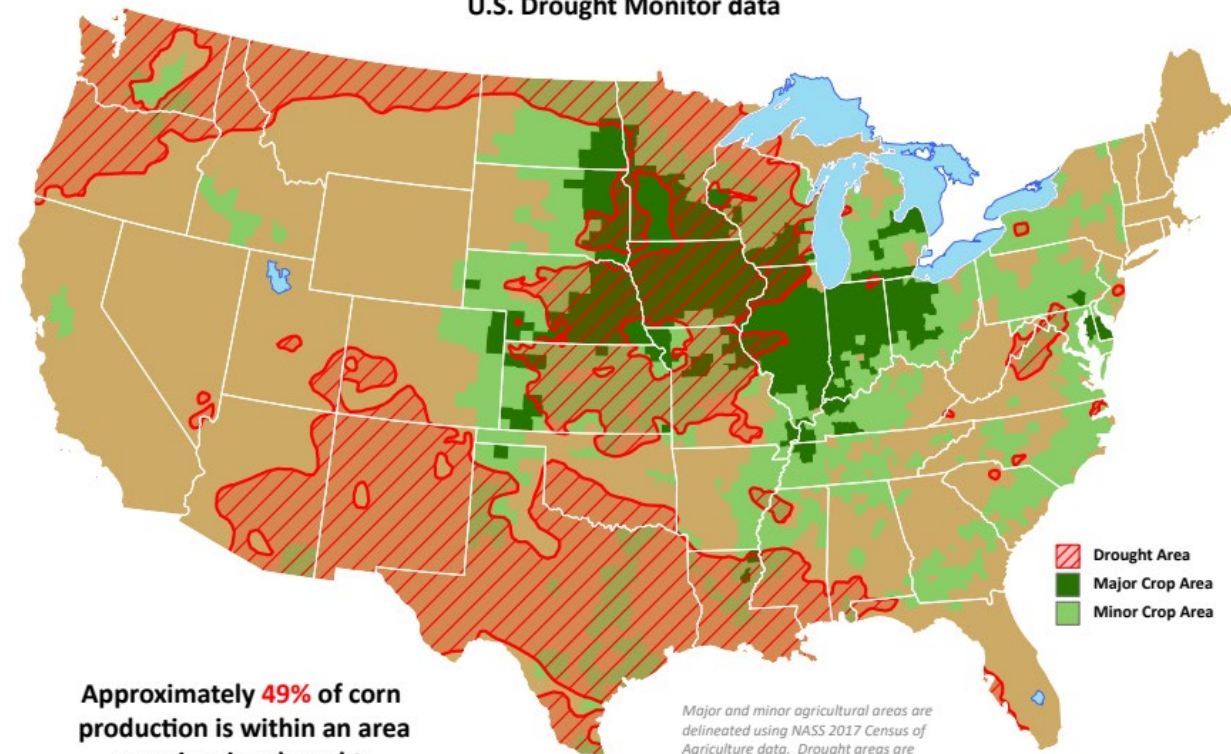 U.S. Drought Monitor data
Drought Area
Major Crop Area
Minor Crop Area
Approximately 49% of corn
production is within an area
Major and minor agricultural areas are
delineated using NASS 2017 Census of
Agriculture data. Drought areas are